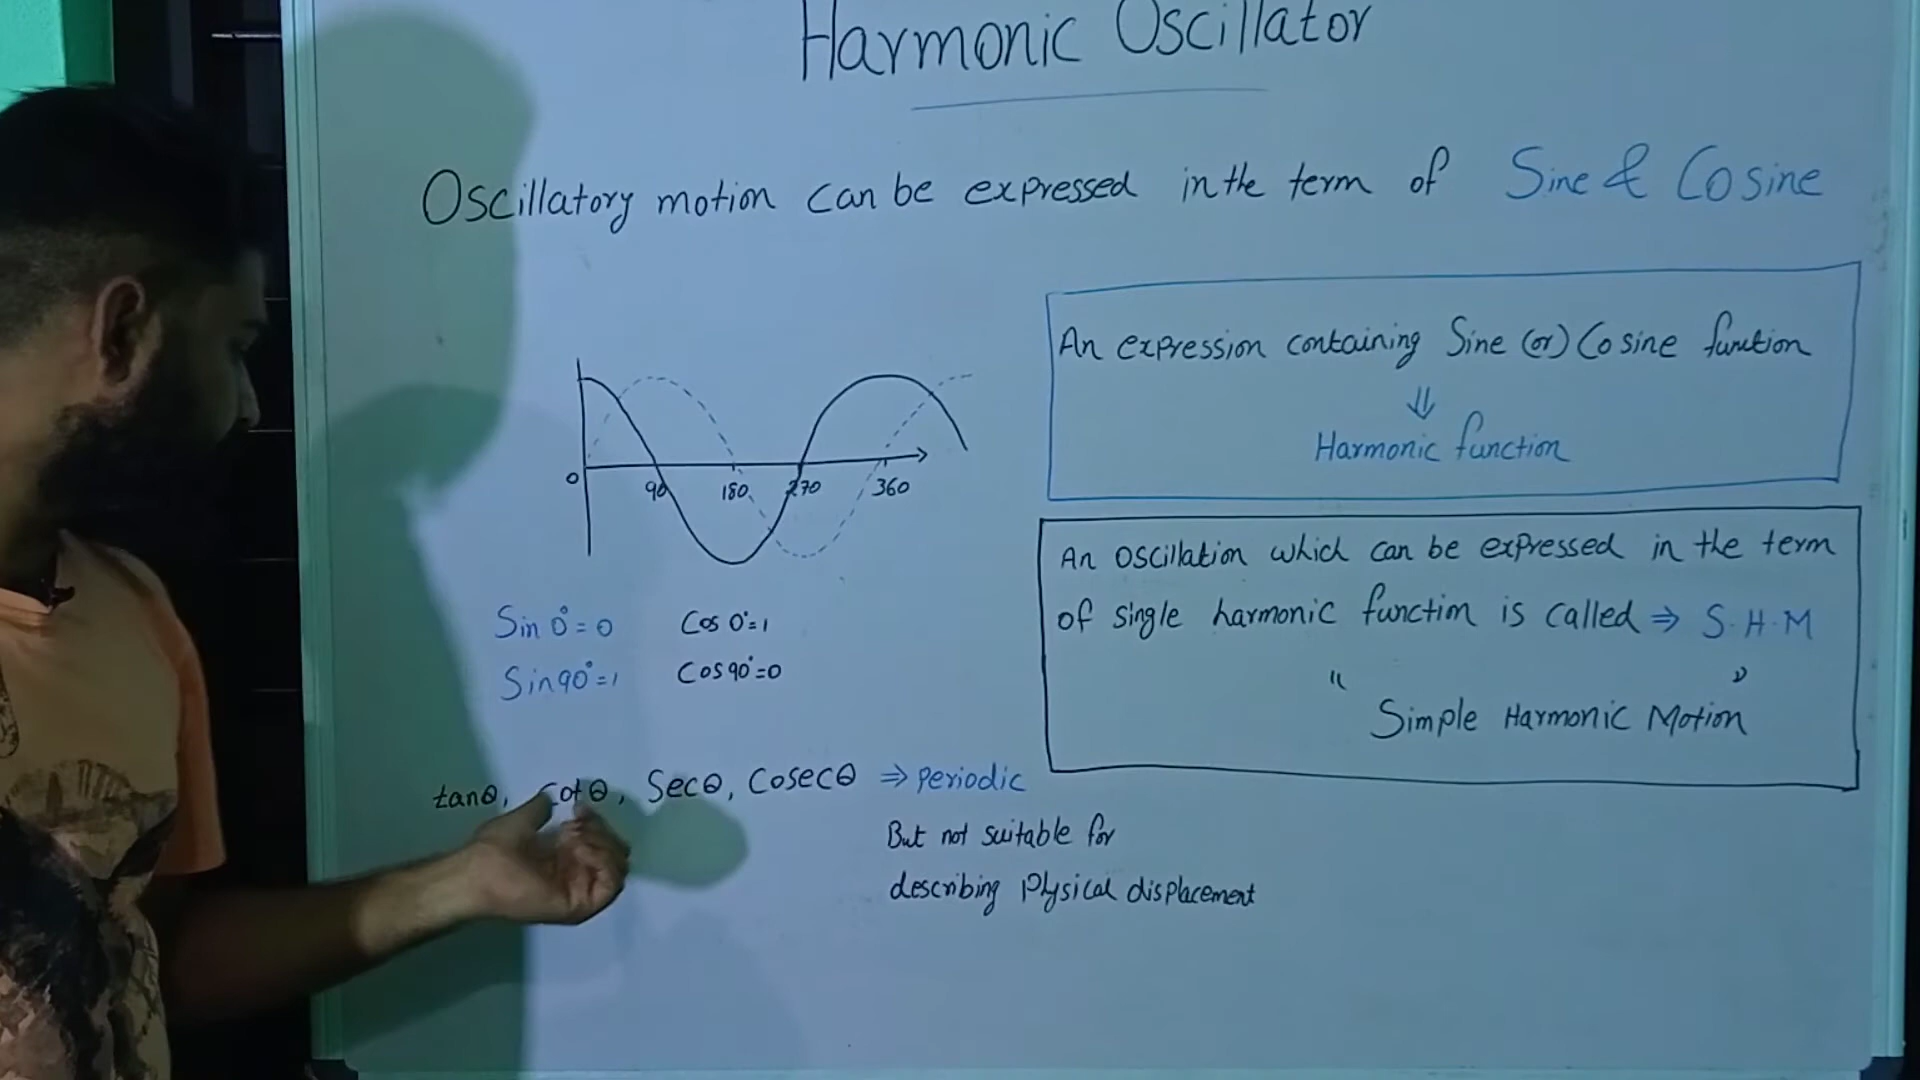 Harmonic Oscillator
Oscillatory motion can be expressed in the term of Sine & Cosine
0 90 180 270 360
Sin 0°=0 Cos 0°=1
Sin 90°=1 Cos 90°=0
tanθ, Cotθ, Secθ, Cosecθ ⇒ periodic
But not suitable for
describing Physical displacement
An expression containing Sine (or) Cosine function
⇓
Harmonic function
An oscillation which can be expressed in the term
of single harmonic function is called ⇒ S.H.M
"Simple Harmonic Motion"